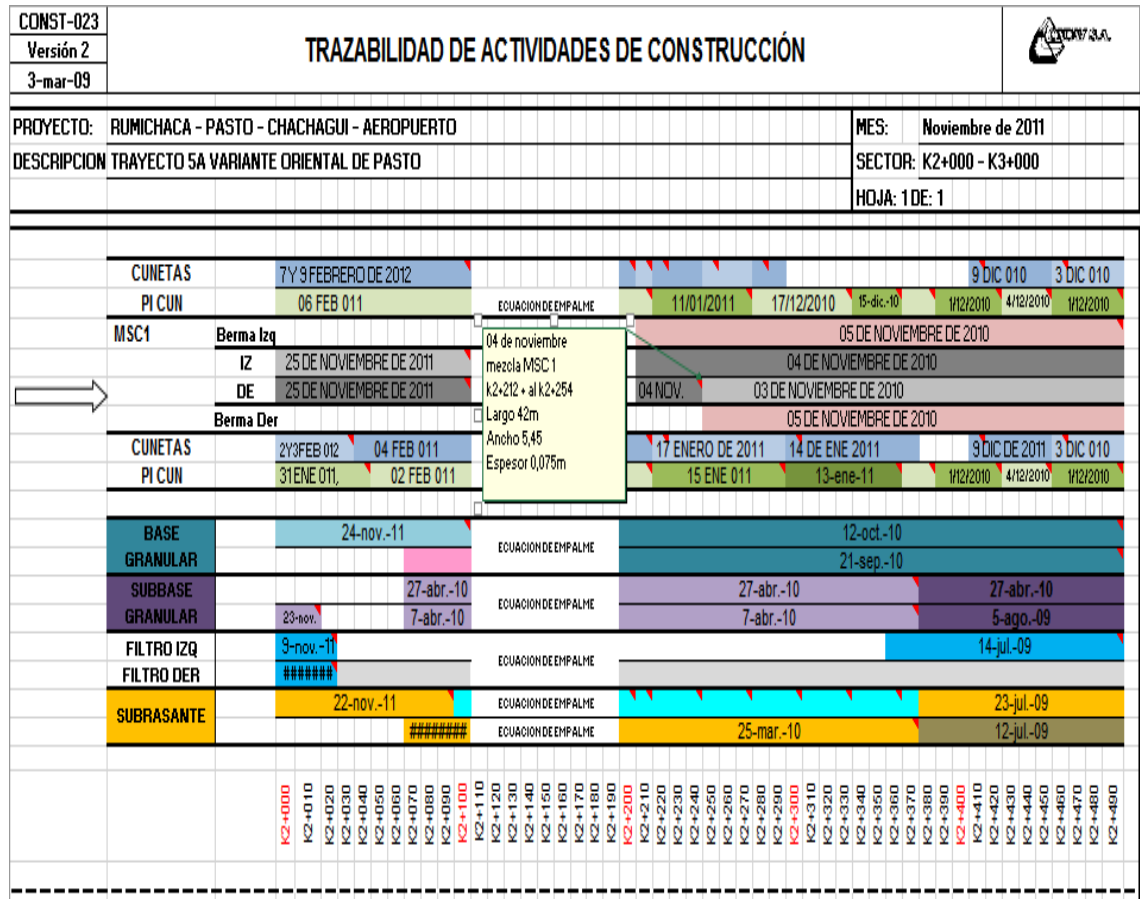 CONST-023
Versión 2
3-mar-09
TRAZABILIDAD DE ACTIVIDADES DE CONSTRUCCIÓN
PROYECTO: RUMICHACA - PASTO - CHACHAGUI - AEROPUERTO
MES: Noviembre de 2011
DESCRIPCION TRAYECTO 5A VARIANTE ORIENTAL DE PASTO
SECTOR: K2+000 - K3+000
HOJA: 1 DE: 1
CUNETAS 7 Y 9 FEBRERO DE 2012 9 DIC 010 3 DIC 010
PI CUN 06 FEB 011 ECUACION DE EMPALME 11/01/2011 17/12/2010 15-dic.-10 1/12/2010 4/12/2010 1/12/2010
MSC1 Berma Izq 05 DE NOVIEMBRE DE 2010
IZ 25 DE NOVIEMBRE DE 2011 04 DE NOVIEMBRE DE 2010
DE 25 DE NOVIEMBRE DE 2011 04 NOV. 03 DE NOVIEMBRE DE 2010
Berma Der 05 DE NOVIEMBRE DE 2010
04 de noviembre
mezcla MSC 1
k2+212 + al k2+254
Largo 42m
Ancho 5,45
Espesor 0,075m
CUNETAS 2Y3FEB 012 04 FEB 011 17 ENERO DE 2011 14 DE ENE 2011 9 DIC DE 2011 3 DIC 010
PI CUN 31 ENE 011, 02 FEB 011 15 ENE 011 13-ene-11 1/12/2010 4/12/2010 1/12/2010
BASE GRANULAR 24-nov.-11 ECUACION DE EMPALME 12-oct.-10
21-sep.-10
SUBBASE GRANULAR 27-abr.-10 ECUACION DE EMPALME 27-abr.-10 27-abr.-10
23-nov. 7-abr.-10 7-abr.-10 5-ago.-09
FILTRO IZQ 9-nov.-11 ECUACION DE EMPALME 14-jul.-09
FILTRO DER #######
SUBRASANTE 22-nov.-11 ECUACION DE EMPALME 23-jul.-09
######## ECUACION DE EMPALME 25-mar.-10 12-jul.-09
K2+000 K2+010 K2+020 K2+030 K2+040 K2+050 K2+060 K2+070 K2+080 K2+090 K2+100 K2+110 K2+120 K2+130 K2+140 K2+150 K2+160 K2+170 K2+180 K2+190 K2+200 K2+210 K2+220 K2+230 K2+240 K2+250 K2+260 K2+270 K2+280 K2+290 K2+300 K2+310 K2+320 K2+330 K2+340 K2+350 K2+360 K2+370 K2+380 K2+390 K2+400 K2+410 K2+420 K2+430 K2+440 K2+450 K2+460 K2+470 K2+480 K2+490